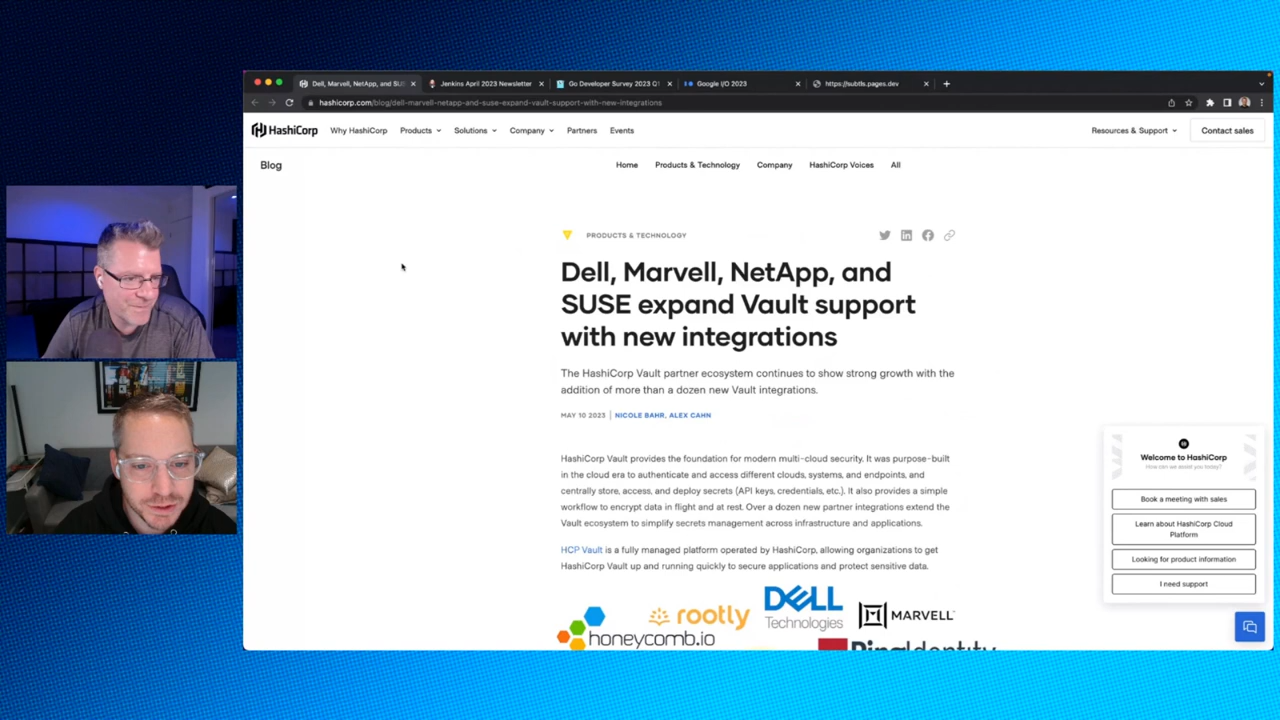 Dell, Marvell, NetApp, and SUS
Jenkins April 2023 Newsletter
Go Developer Survey 2023 Q1
Google I/O 2023
https://subtls.pages.dev
hashicorp.com/blog/dell-marvell-netapp-and-suse-expand-vault-support-with-new-integrations
HashiCorp
Why HashiCorp
Products
Solutions
Company
Partners
Events
Resources & Support
Contact sales
Blog
Home
Products & Technology
Company
HashiCorp Voices
All
PRODUCTS & TECHNOLOGY
Dell, Marvell, NetApp, and
SUSE expand Vault support
with new integrations
The HashiCorp Vault partner ecosystem continues to show strong growth with the
addition of more than a dozen new Vault integrations.
MAY 10 2023 | NICOLE BAHR, ALEX CAHN
HashiCorp Vault provides the foundation for modern multi-cloud security. It was purpose-built
in the cloud era to authenticate and access different clouds, systems, and endpoints, and
centrally store, access, and deploy secrets (API keys, credentials, etc.). It also provides a simple
workflow to encrypt data in flight and at rest. Over a dozen new partner integrations extend the
Vault ecosystem to simplify secrets management across infrastructure and applications.
HCP Vault is a fully managed platform operated by HashiCorp, allowing organizations to get
HashiCorp Vault up and running quickly to secure applications and protect sensitive data.
honeycomb.io
rootly
DELL
Technologies
MARVELL
PingIdentity
Welcome to HashiCorp
How can we assist you today?
Book a meeting with sales
Learn about HashiCorp Cloud
Platform
Looking for product information
I need support